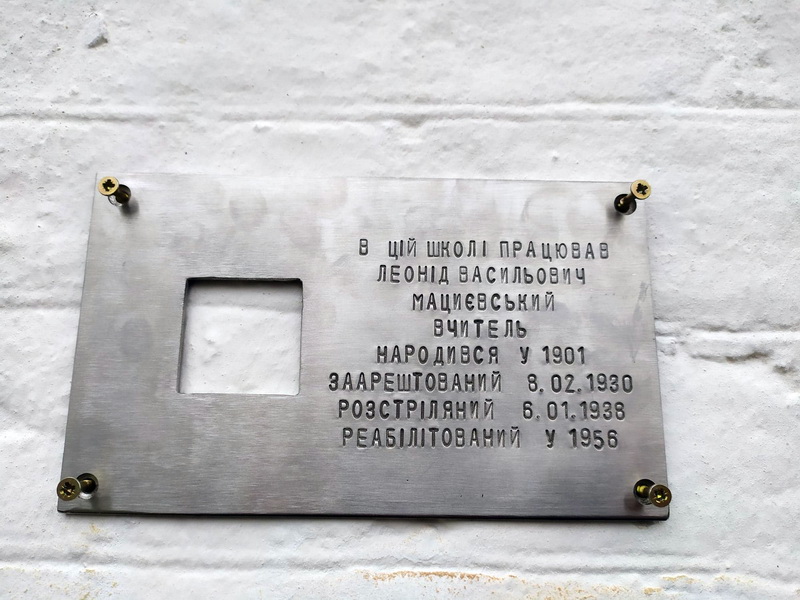 В ЦІЙ ШКОЛІ ПРАЦЮВАВ
ЛЕОНІД ВАСИЛЬОВИЧ
МАЦИЄВСЬКИЙ
ВЧИТЕЛЬ
НАРОДИВСЯ У 1901
ЗААРЕШТОВАНИЙ 8.02.1930
РОЗСТРІЛЯНИЙ 6.01.1938
РЕАБІЛІТОВАНИЙ У 1956